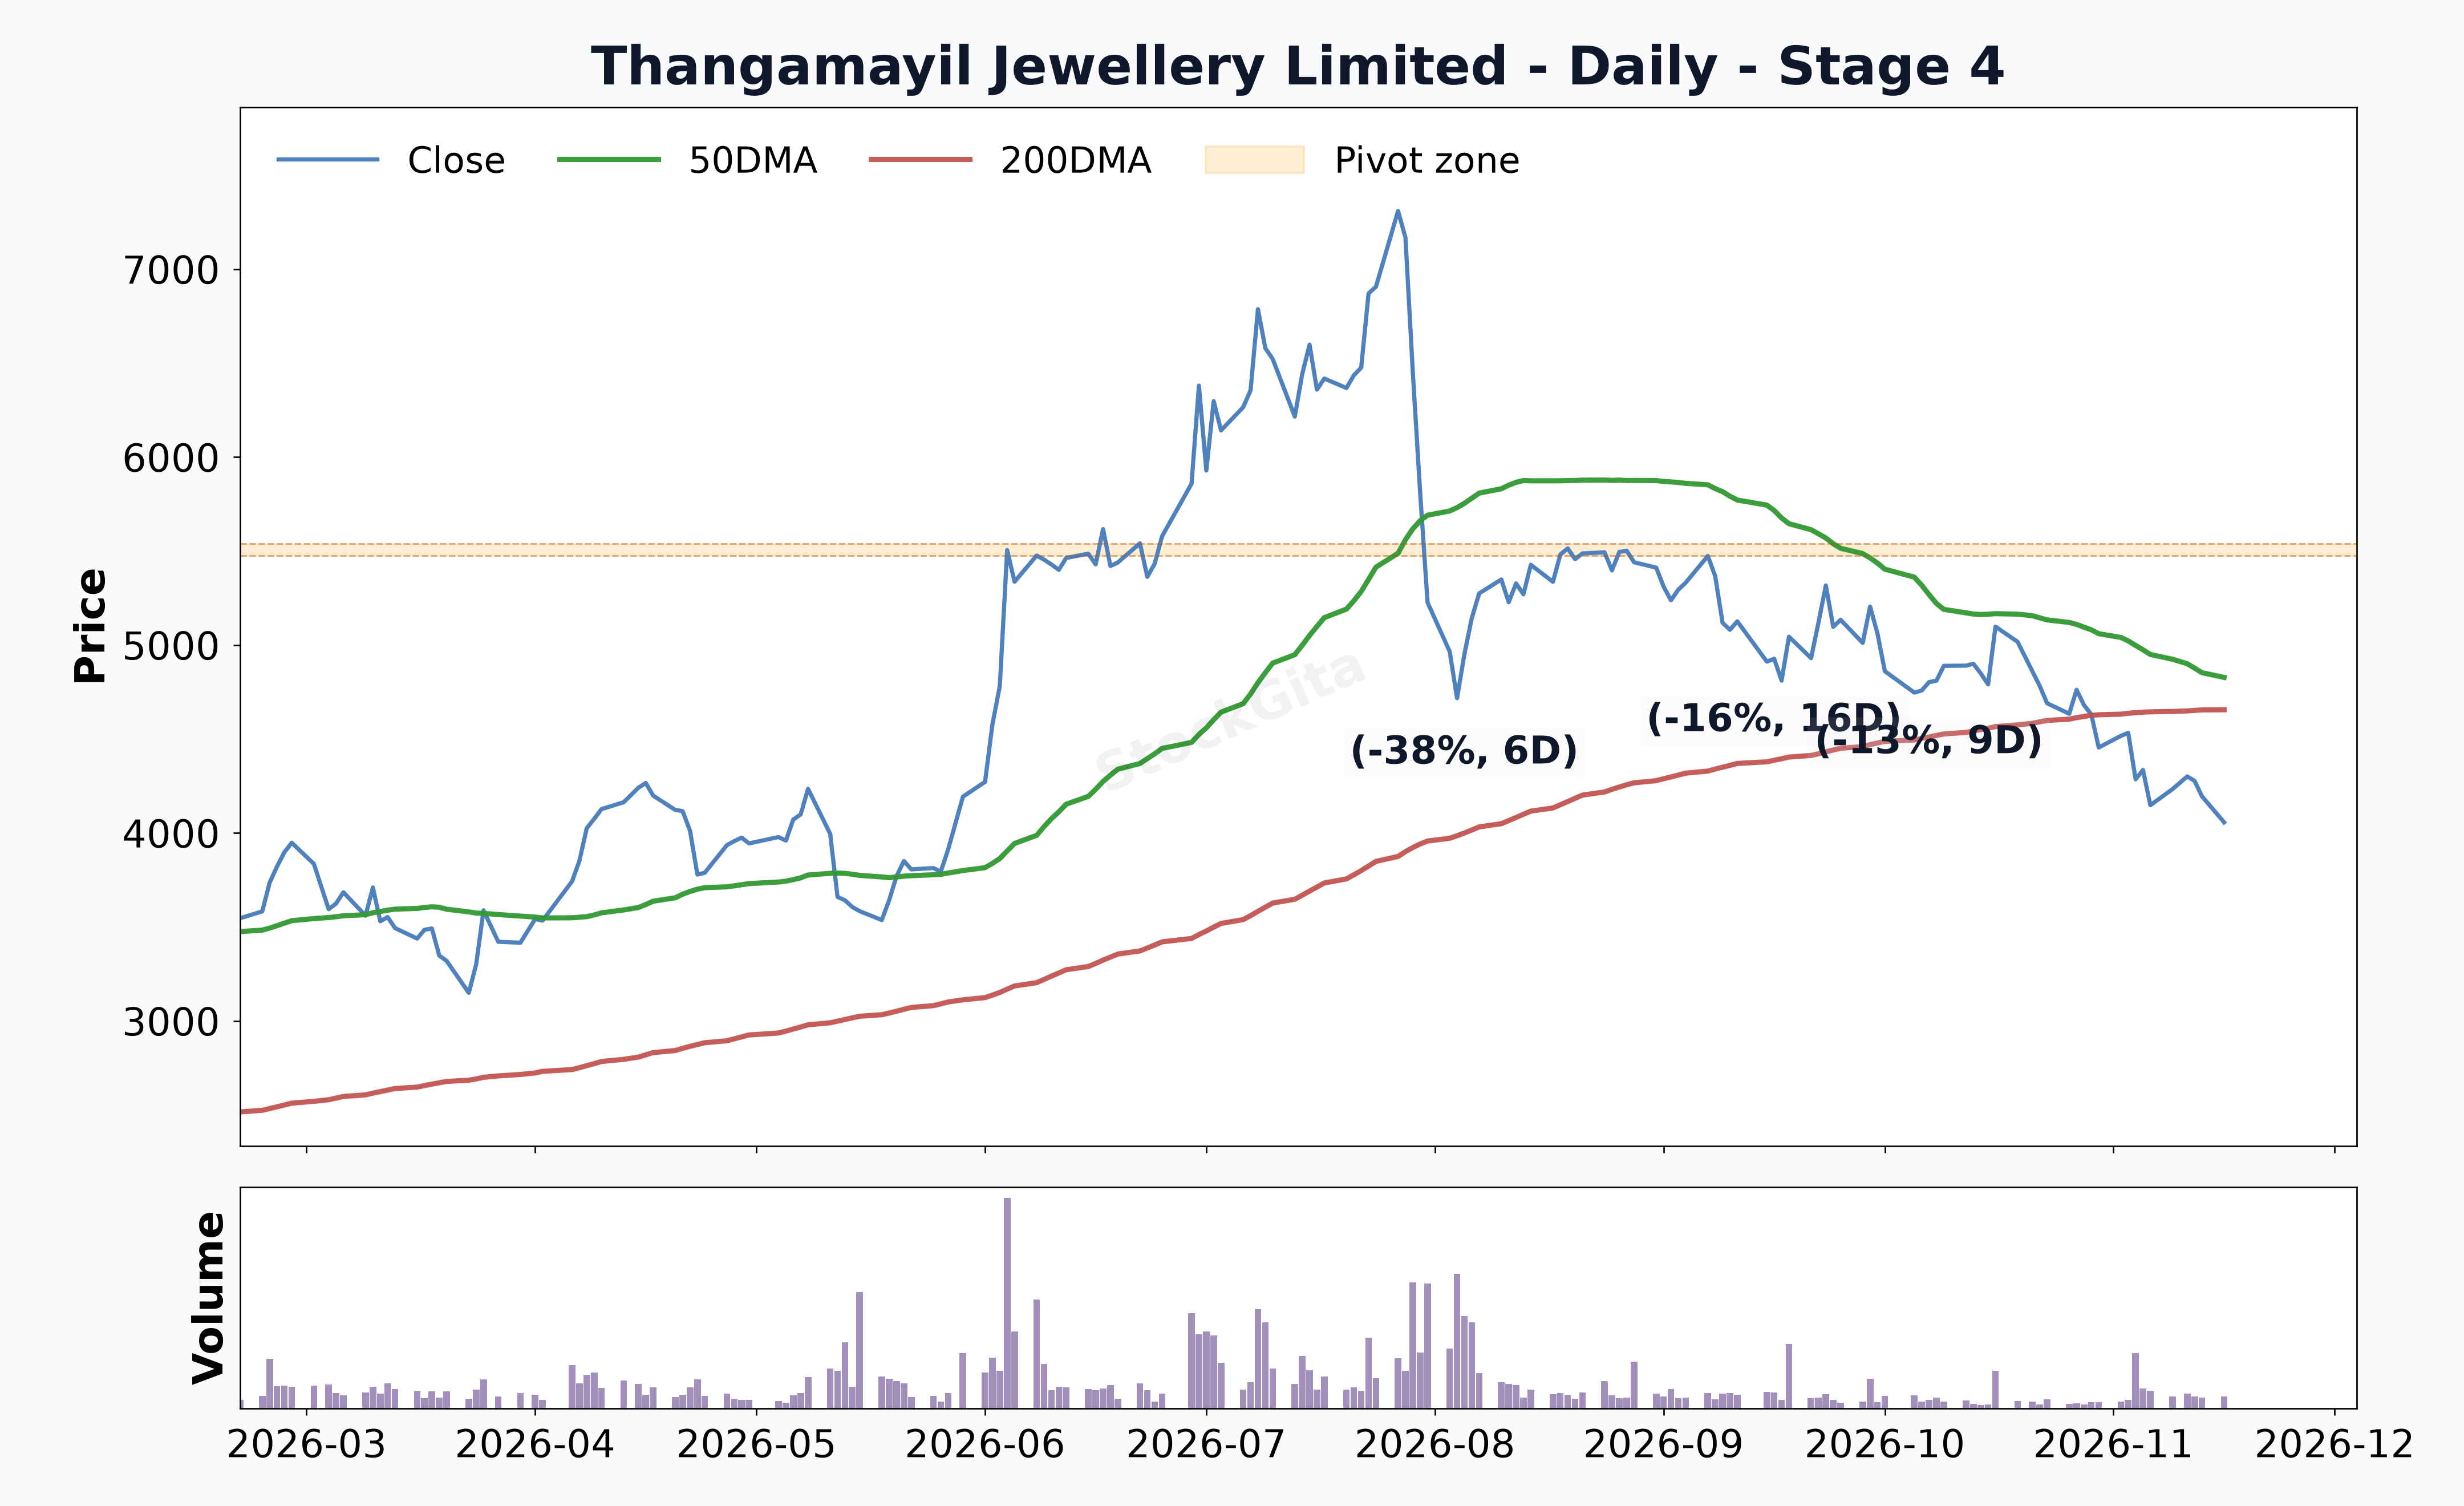 Thangamayil Jewellery Limited - Daily - Stage 4
Close 50DMA 200DMA Pivot zone
Price
7000
6000
5000
4000
3000
StockGita
(-38%, 6D)
(-16%, 16D)
(-13%, 9D)
Volume
2026-03 2026-04 2026-05 2026-06 2026-07 2026-08 2026-09 2026-10 2026-11 2026-12